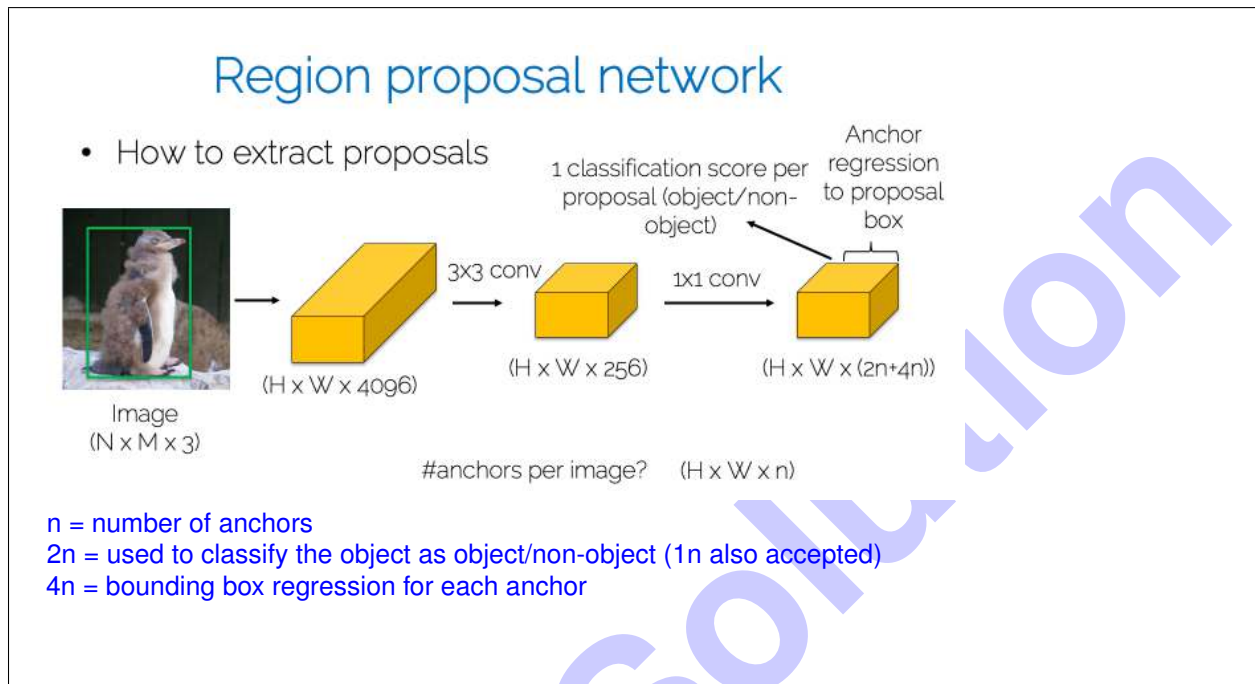 Region proposal network
• How to extract proposals
1 classification score per
proposal (object/non-
object)
Anchor
regression
to proposal
box
3x3 conv
1x1 conv
(H x W x 4096)
(H x W x 256)
(H x W x (2n+4n))
Image
(N x M x 3)
#anchors per image? (H x W x n)
n = number of anchors
2n = used to classify the object as object/non-object (1n also accepted)
4n = bounding box regression for each anchor
Solution